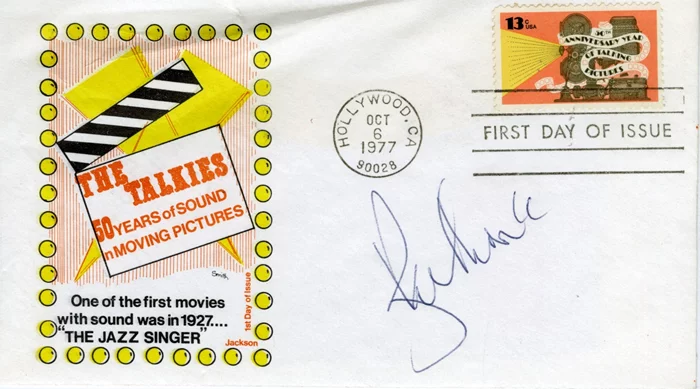 THE
TALKIES
50 YEARS of SOUND
in MOVING PICTURES
Smith
One of the first movies
with sound was in 1927....
"THE JAZZ SINGER"
1st Day of Issue
Jackson
HOLLYWOOD, CA
OCT
6
1977
90028
13c
USA
50TH
ANNIVERSARY YEAR
OF TALKING
PICTURES
FIRST DAY OF ISSUE